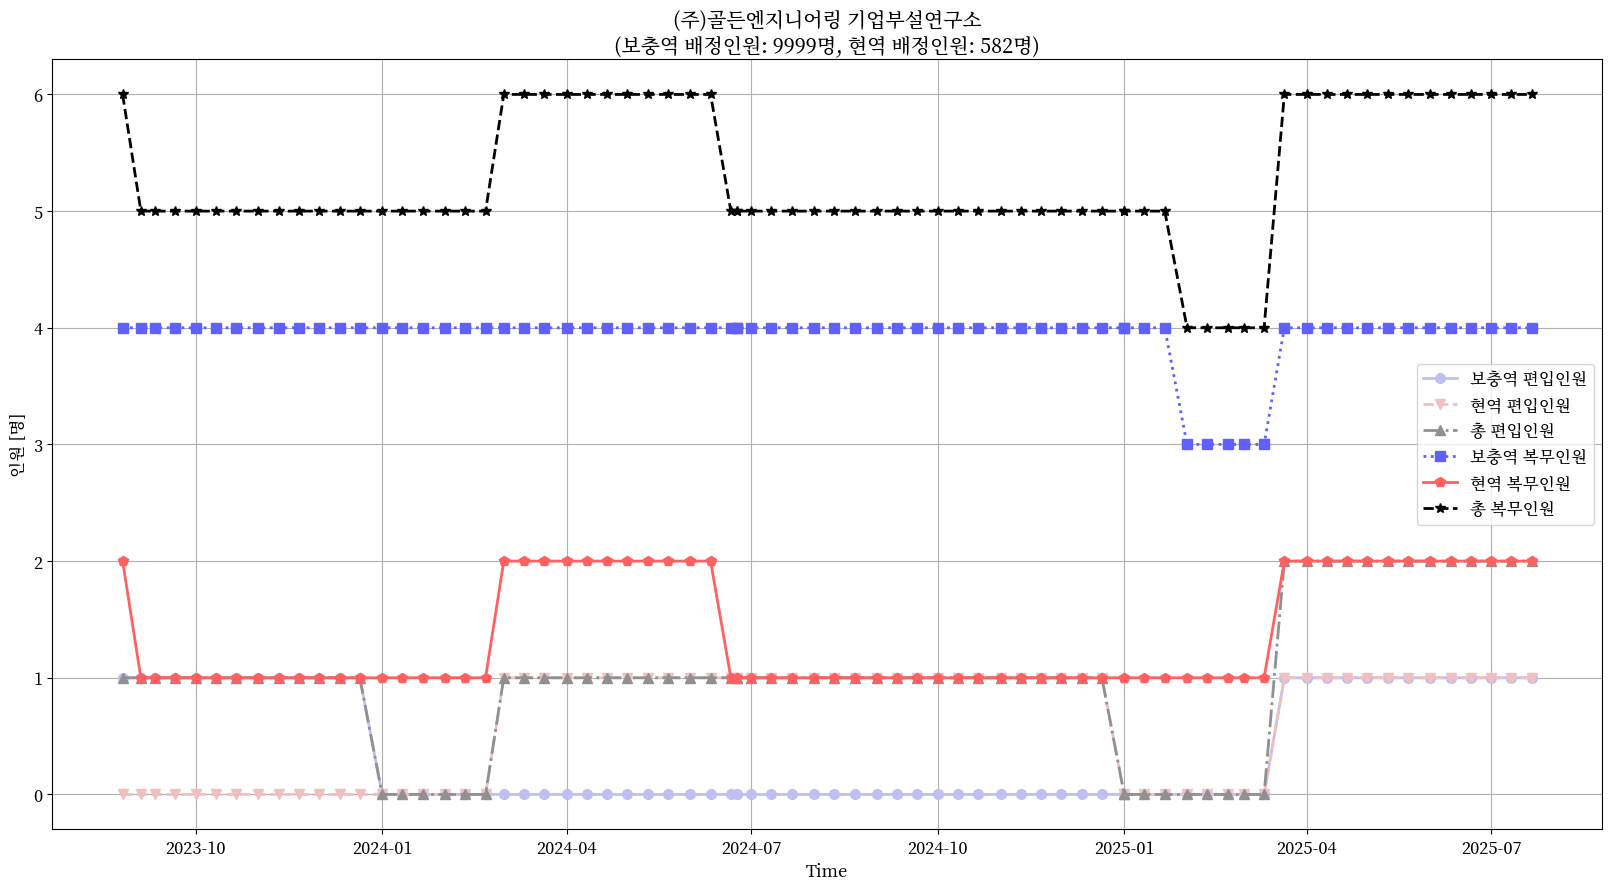 (주)골든엔지니어링 기업부설연구소
(보충역 배정인원: 9999명, 현역 배정인원: 582명)
6
5
4
3
2
1
0
인원 [명]
보충역 편입인원
현역 편입인원
총 편입인원
보충역 복무인원
현역 복무인원
총 복무인원
2023-10 2024-01 2024-04 2024-07 2024-10 2025-01 2025-04 2025-07
Time